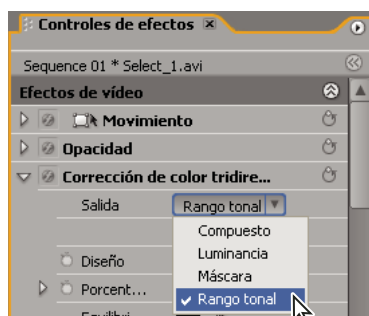 Controles de efectos
Sequence 01 * Select_1.avi
Efectos de vídeo
Movimiento
Opacidad
Corrección de color tridire...
Salida Rango tonal
Compuesto
Luminancia
Diseño
Máscara
Porcent...
Rango tonal